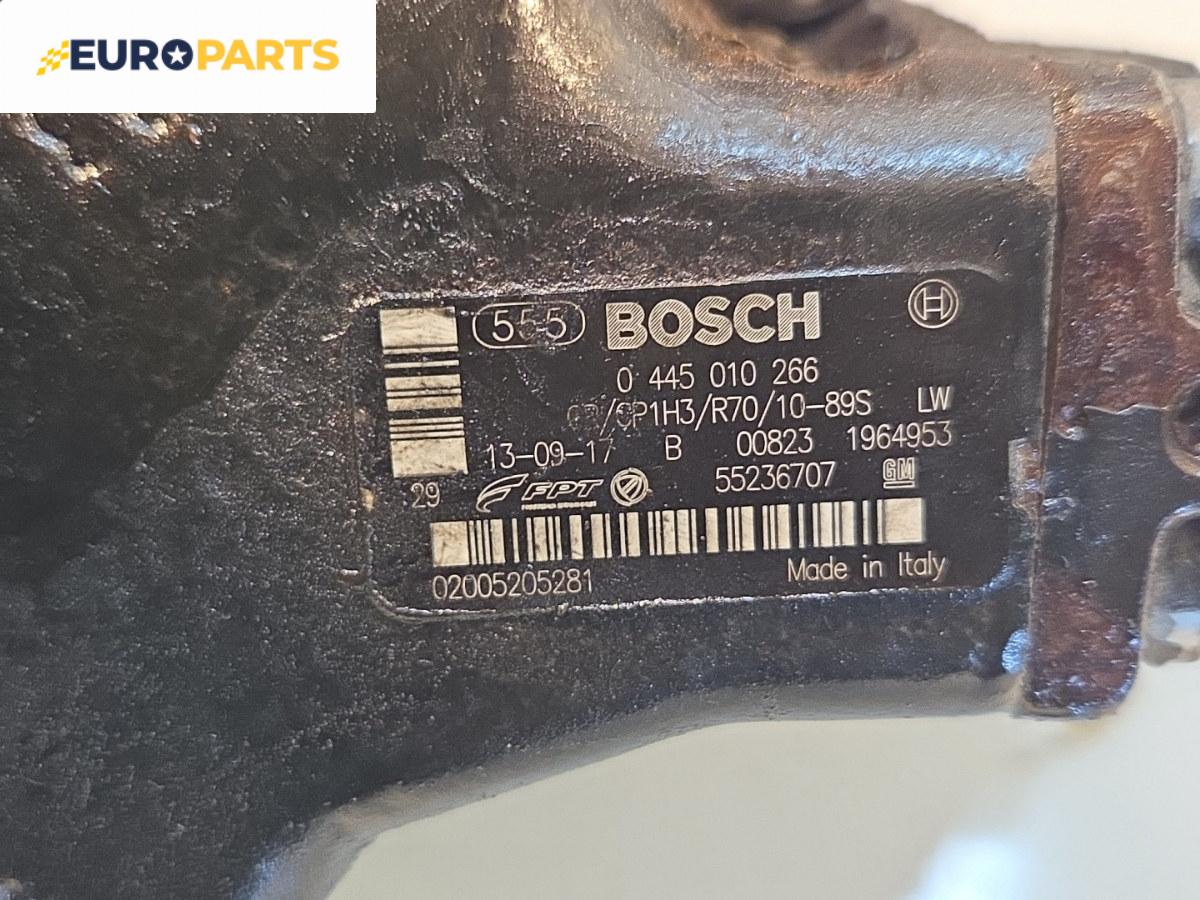 EUROPARTS
555 BOSCH H
0 445 010 266
/CP1H3/R70/10-89S LW
13-09-17 B 00823 1964953
29 FPT 55236707 GM
02005205281 Made in Italy